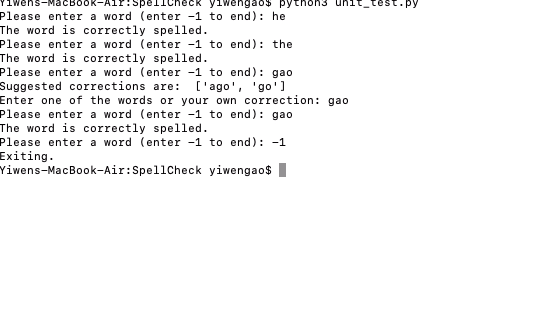 Yiwens-MacBook-Air:SpellCheck yiwengao$ python3 unit_test.py
Please enter a word (enter -1 to end): he
The word is correctly spelled.
Please enter a word (enter -1 to end): the
The word is correctly spelled.
Please enter a word (enter -1 to end): gao
Suggested corrections are:  ['ago', 'go']
Enter one of the words or your own correction: gao
Please enter a word (enter -1 to end): gao
The word is correctly spelled.
Please enter a word (enter -1 to end): -1
Exiting.
Yiwens-MacBook-Air:SpellCheck yiwengao$